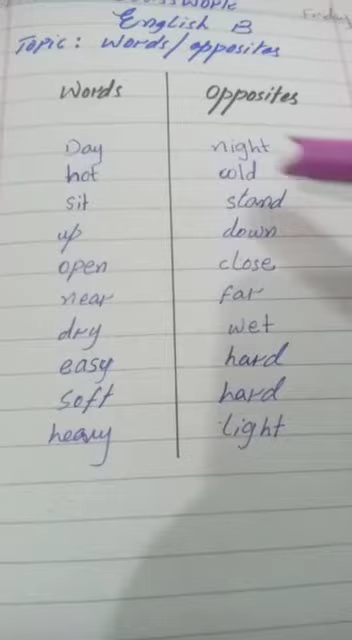 English B
Friday
Topic: Words/opposites
Words Opposites
Day night
hot cold
sit stand
up down
open close
near far
dry wet
easy hard
soft hard
heavy light